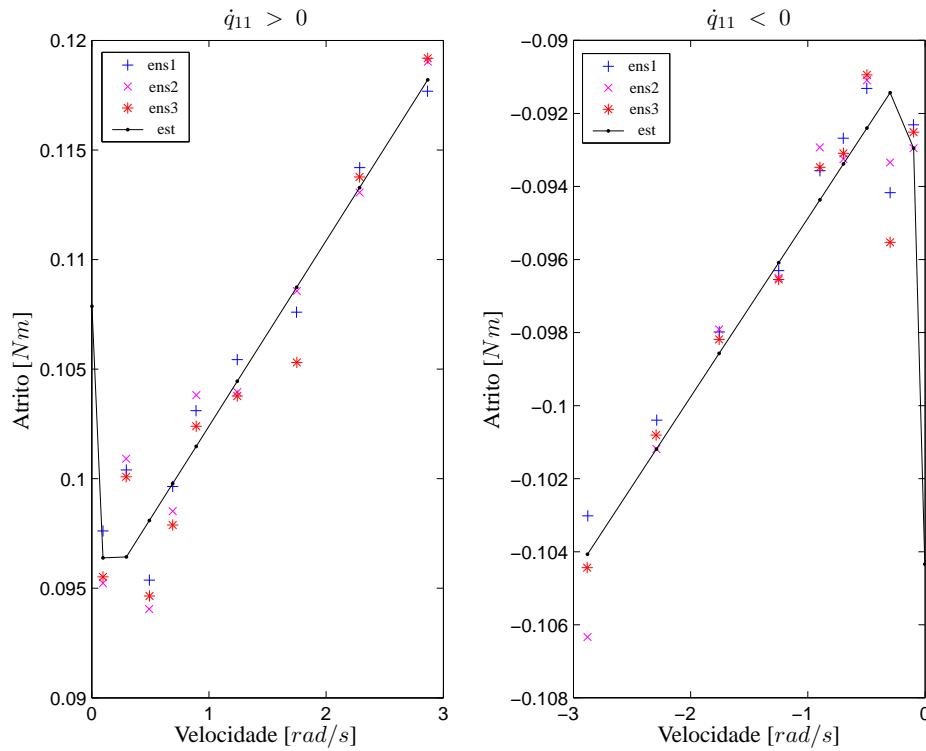 q̇₁₁ > 0
0.12
0.115
0.11
0.105
0.1
0.095
0.09
Atrito [Nm]
ens1
ens2
ens3
est
0 1 2 3
Velocidade [rad/s]
q̇₁₁ < 0
−0.09
−0.092
−0.094
−0.096
−0.098
−0.1
−0.102
−0.104
−0.106
−0.108
Atrito [Nm]
ens1
ens2
ens3
est
−3 −2 −1 0
Velocidade [rad/s]